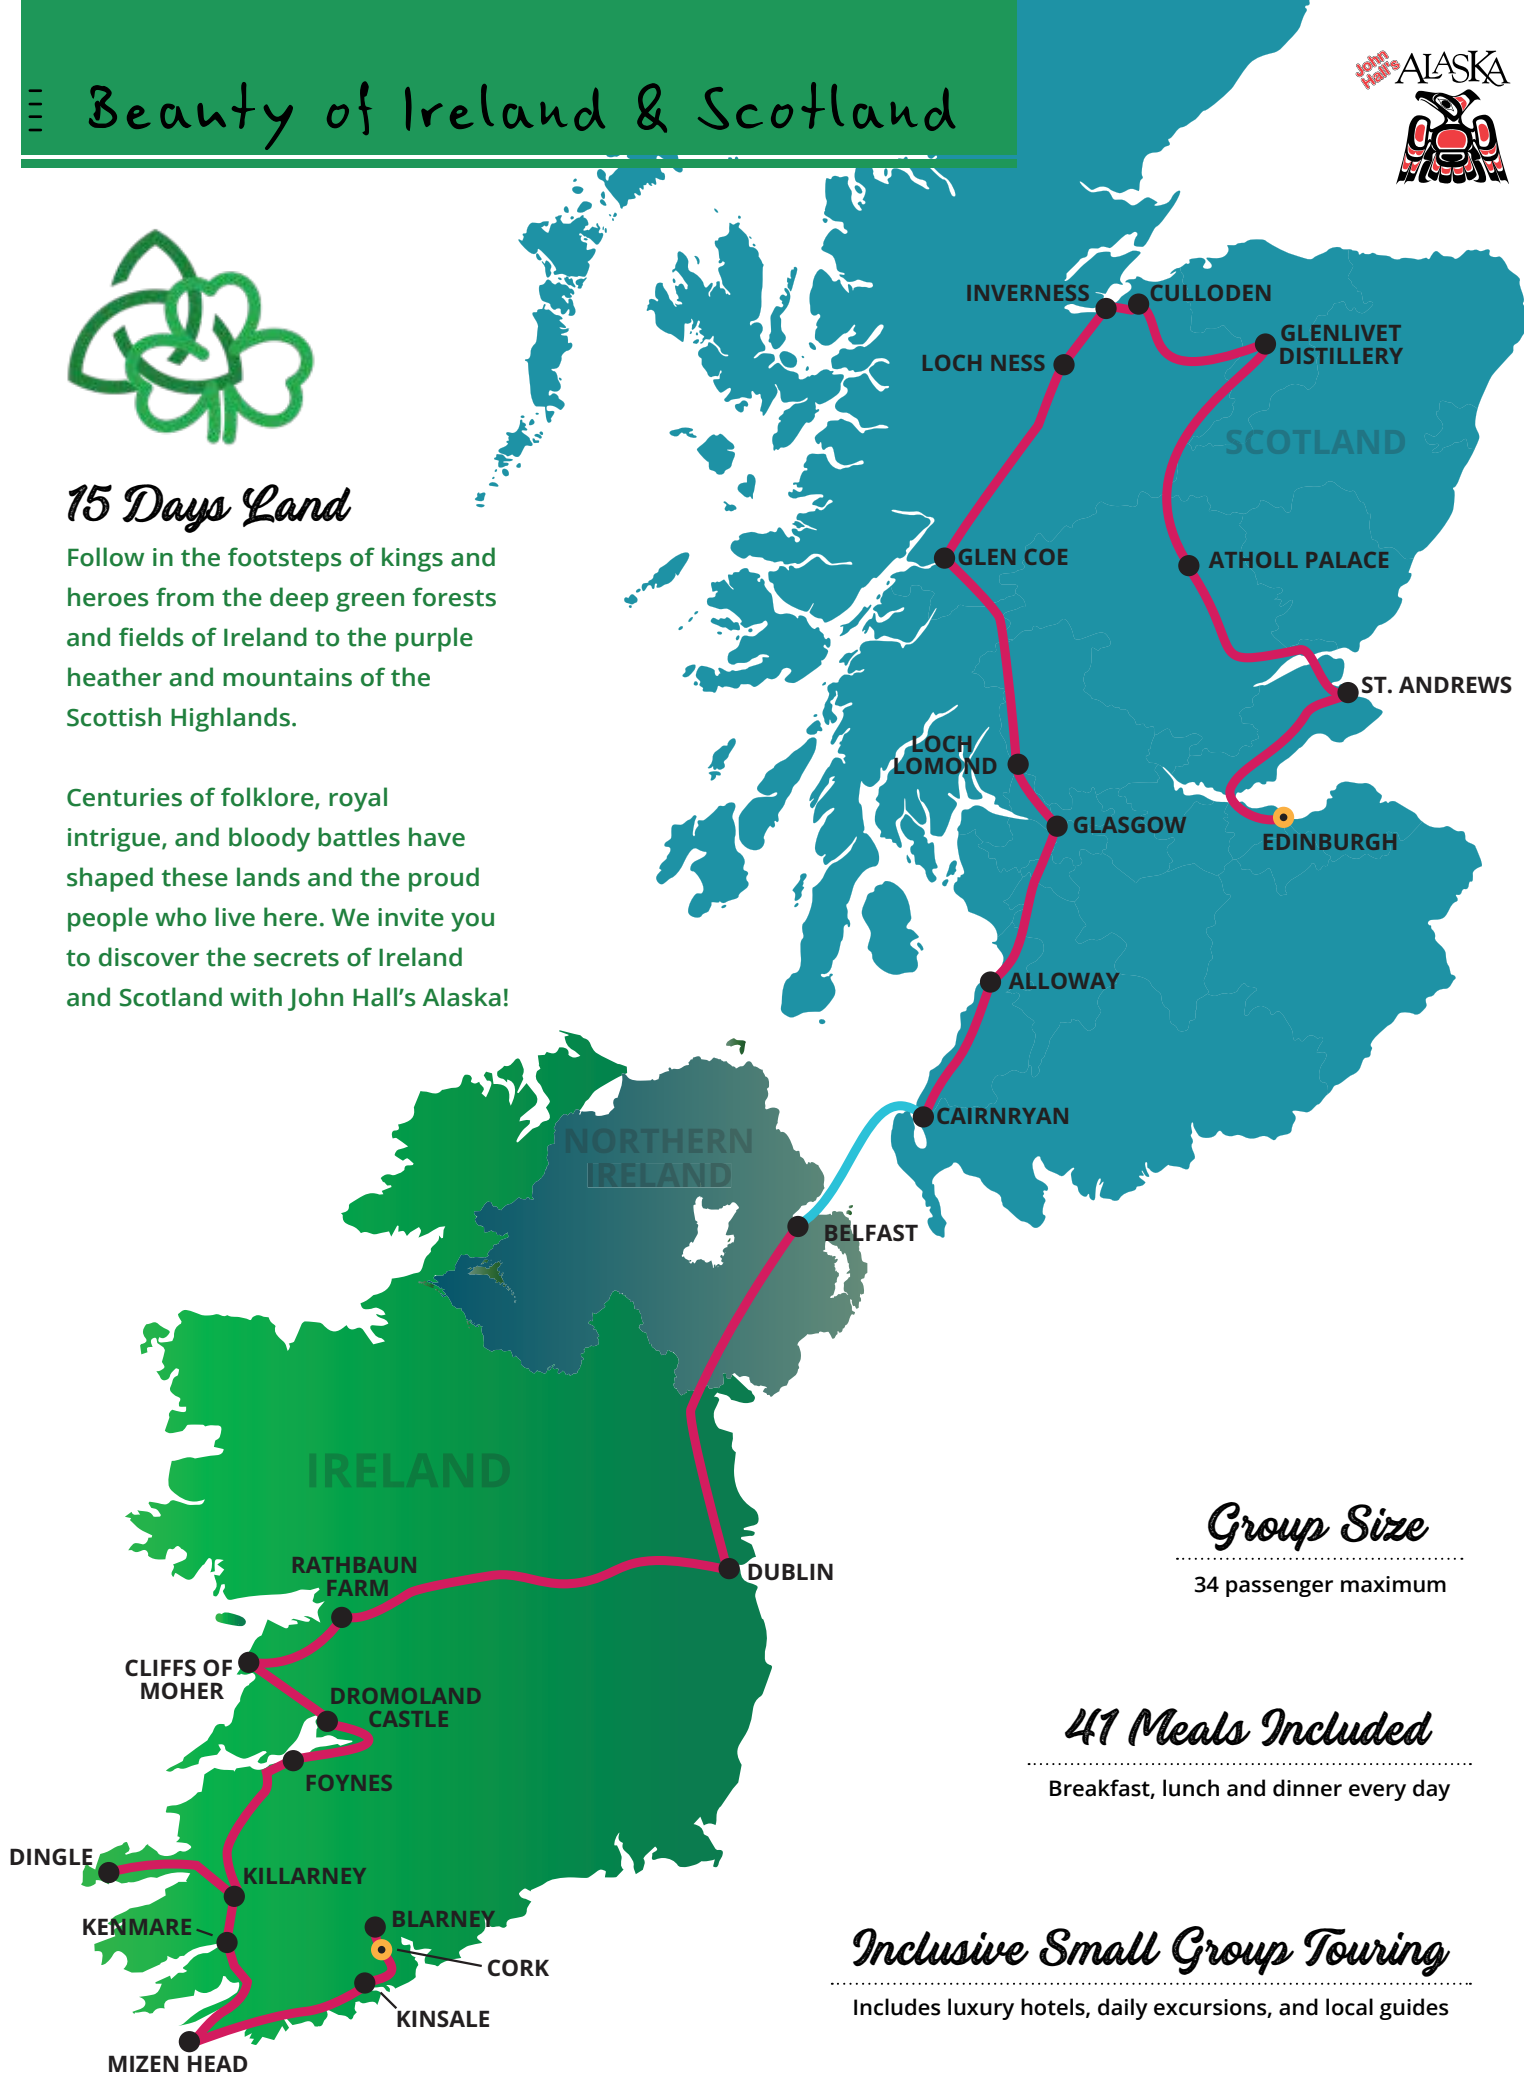 Beauty of Ireland & Scotland
John
Hall's
ALASKA
15 Days Land
Follow in the footsteps of kings and
heroes from the deep green forests
and fields of Ireland to the purple
heather and mountains of the
Scottish Highlands.
Centuries of folklore, royal
intrigue, and bloody battles have
shaped these lands and the proud
people who live here. We invite you
to discover the secrets of Ireland
and Scotland with John Hall's Alaska!
INVERNESS
CULLODEN
GLENLIVET
DISTILLERY
LOCH NESS
SCOTLAND
GLEN COE
ATHOLL PALACE
ST. ANDREWS
LOCH
LOMOND
GLASGOW
EDINBURGH
ALLOWAY
CAIRNRYAN
NORTHERN
IRELAND
BELFAST
IRELAND
RATHBAUN
FARM
DUBLIN
CLIFFS OF
MOHER
DROMOLAND
CASTLE
FOYNES
DINGLE
KILLARNEY
KENMARE
BLARNEY
CORK
KINSALE
MIZEN HEAD
Group Size
34 passenger maximum
41 Meals Included
Breakfast, lunch and dinner every day
Inclusive Small Group Touring
Includes luxury hotels, daily excursions, and local guides